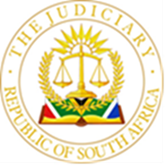 THE JUDICIARY
REPUBLIC OF SOUTH AFRICA